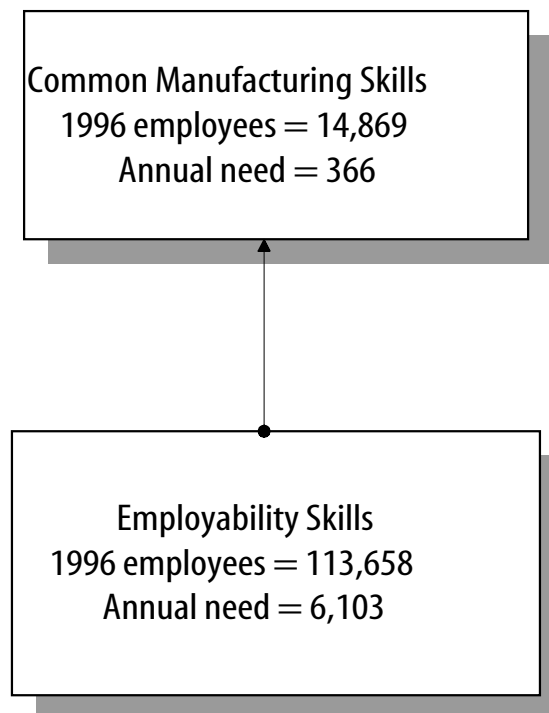 Common Manufacturing Skills
1996 employees = 14,869
Annual need = 366
Employability Skills
1996 employees = 113,658
Annual need = 6,103